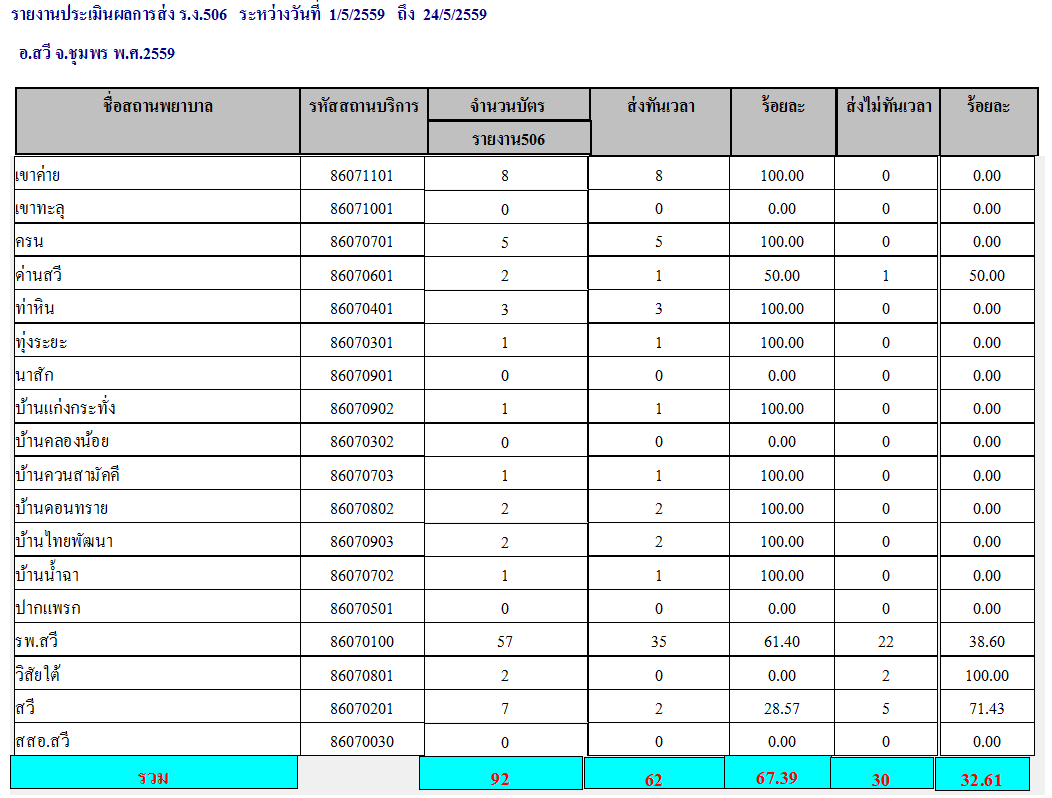 รายงานประเมินผลการส่ง ร.ง.506 ระหว่างวันที่ 1/5/2559 ถึง 24/5/2559
อ.สวี จ.ชุมพร พ.ศ.2559
ชื่อสถานพยาบาล รหัสสถานบริการ จำนวนบัตร ส่งทันเวลา ร้อยละ ส่งไม่ทันเวลา ร้อยละ
รายงาน506
เขาค่าย 86071101 8 8 100.00 0 0.00
เขาทะลุ 86071001 0 0 0.00 0 0.00
ครน 86070701 5 5 100.00 0 0.00
ด่านสวี 86070601 2 1 50.00 1 50.00
ท่าหิน 86070401 3 3 100.00 0 0.00
ทุ่งระยะ 86070301 1 1 100.00 0 0.00
นาสัก 86070901 0 0 0.00 0 0.00
บ้านแก่งกระทั่ง 86070902 1 1 100.00 0 0.00
บ้านคลองน้อย 86070302 0 0 0.00 0 0.00
บ้านควนสามัคคี 86070703 1 1 100.00 0 0.00
บ้านดอนทราย 86070802 2 2 100.00 0 0.00
บ้านไทยพัฒนา 86070903 2 2 100.00 0 0.00
บ้านน้ำฉา 86070702 1 1 100.00 0 0.00
ปากแพรก 86070501 0 0 0.00 0 0.00
รพ.สวี 86070100 57 35 61.40 22 38.60
วิสัยใต้ 86070801 2 0 0.00 2 100.00
สวี 86070201 7 2 28.57 5 71.43
สสอ.สวี 86070030 0 0 0.00 0 0.00
รวม 92 62 67.39 30 32.61